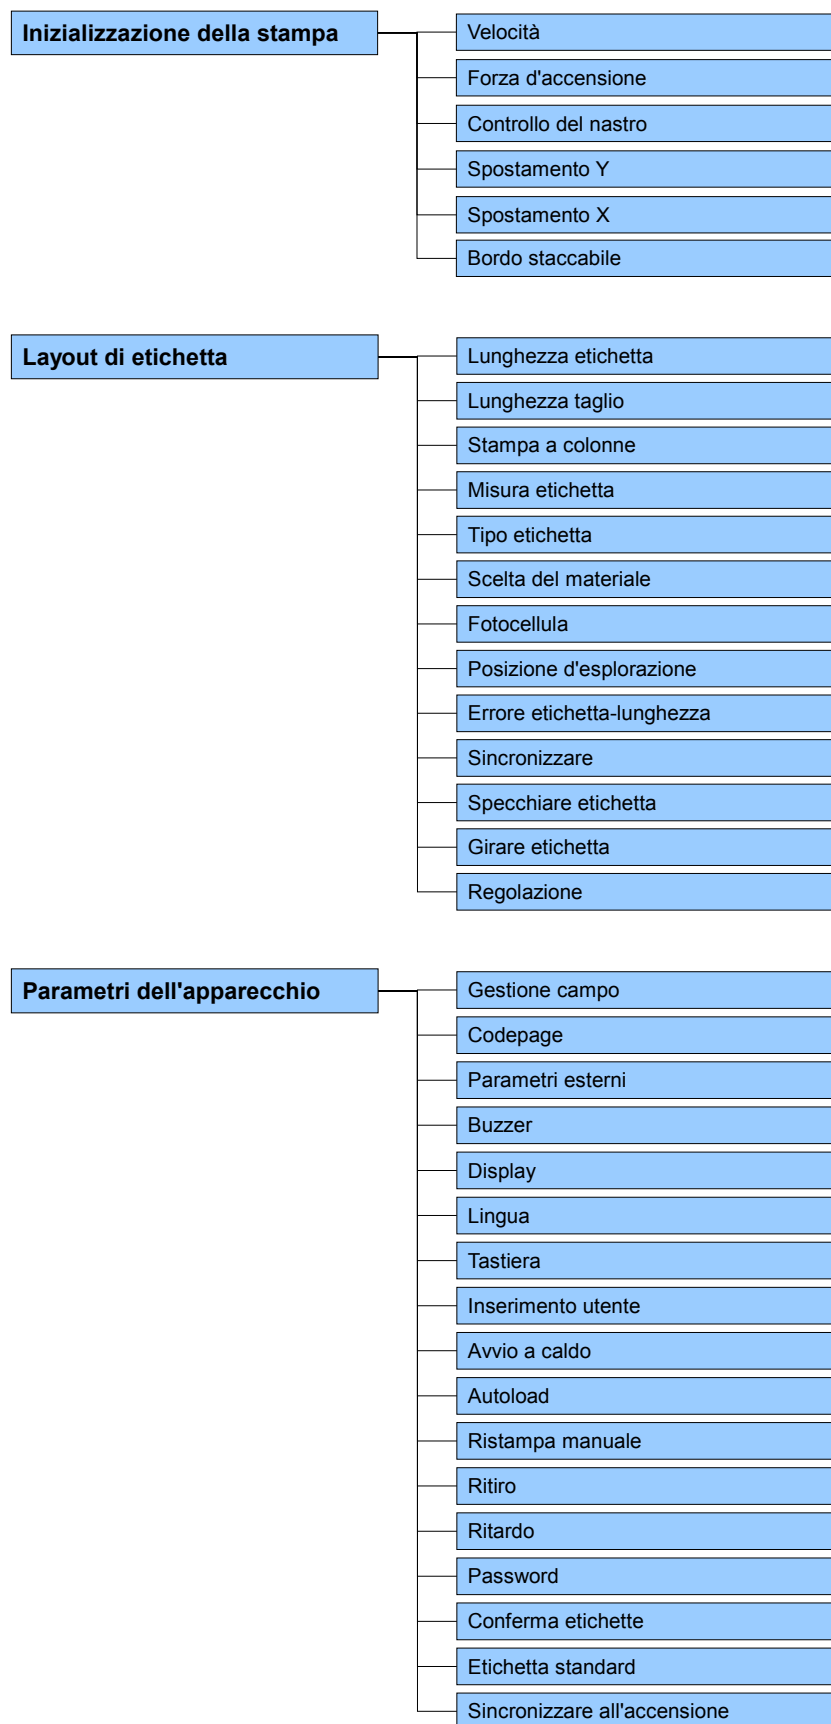 Inizializzazione della stampa
Velocità
Forza d'accensione
Controllo del nastro
Spostamento Y
Spostamento X
Bordo staccabile
Layout di etichetta
Lunghezza etichetta
Lunghezza taglio
Stampa a colonne
Misura etichetta
Tipo etichetta
Scelta del materiale
Fotocellula
Posizione d'esplorazione
Errore etichetta-lunghezza
Sincronizzare
Specchiare etichetta
Girare etichetta
Regolazione
Parametri dell'apparecchio
Gestione campo
Codepage
Parametri esterni
Buzzer
Display
Lingua
Tastiera
Inserimento utente
Avvio a caldo
Autoload
Ristampa manuale
Ritiro
Ritardo
Password
Conferma etichette
Etichetta standard
Sincronizzare all'accensione